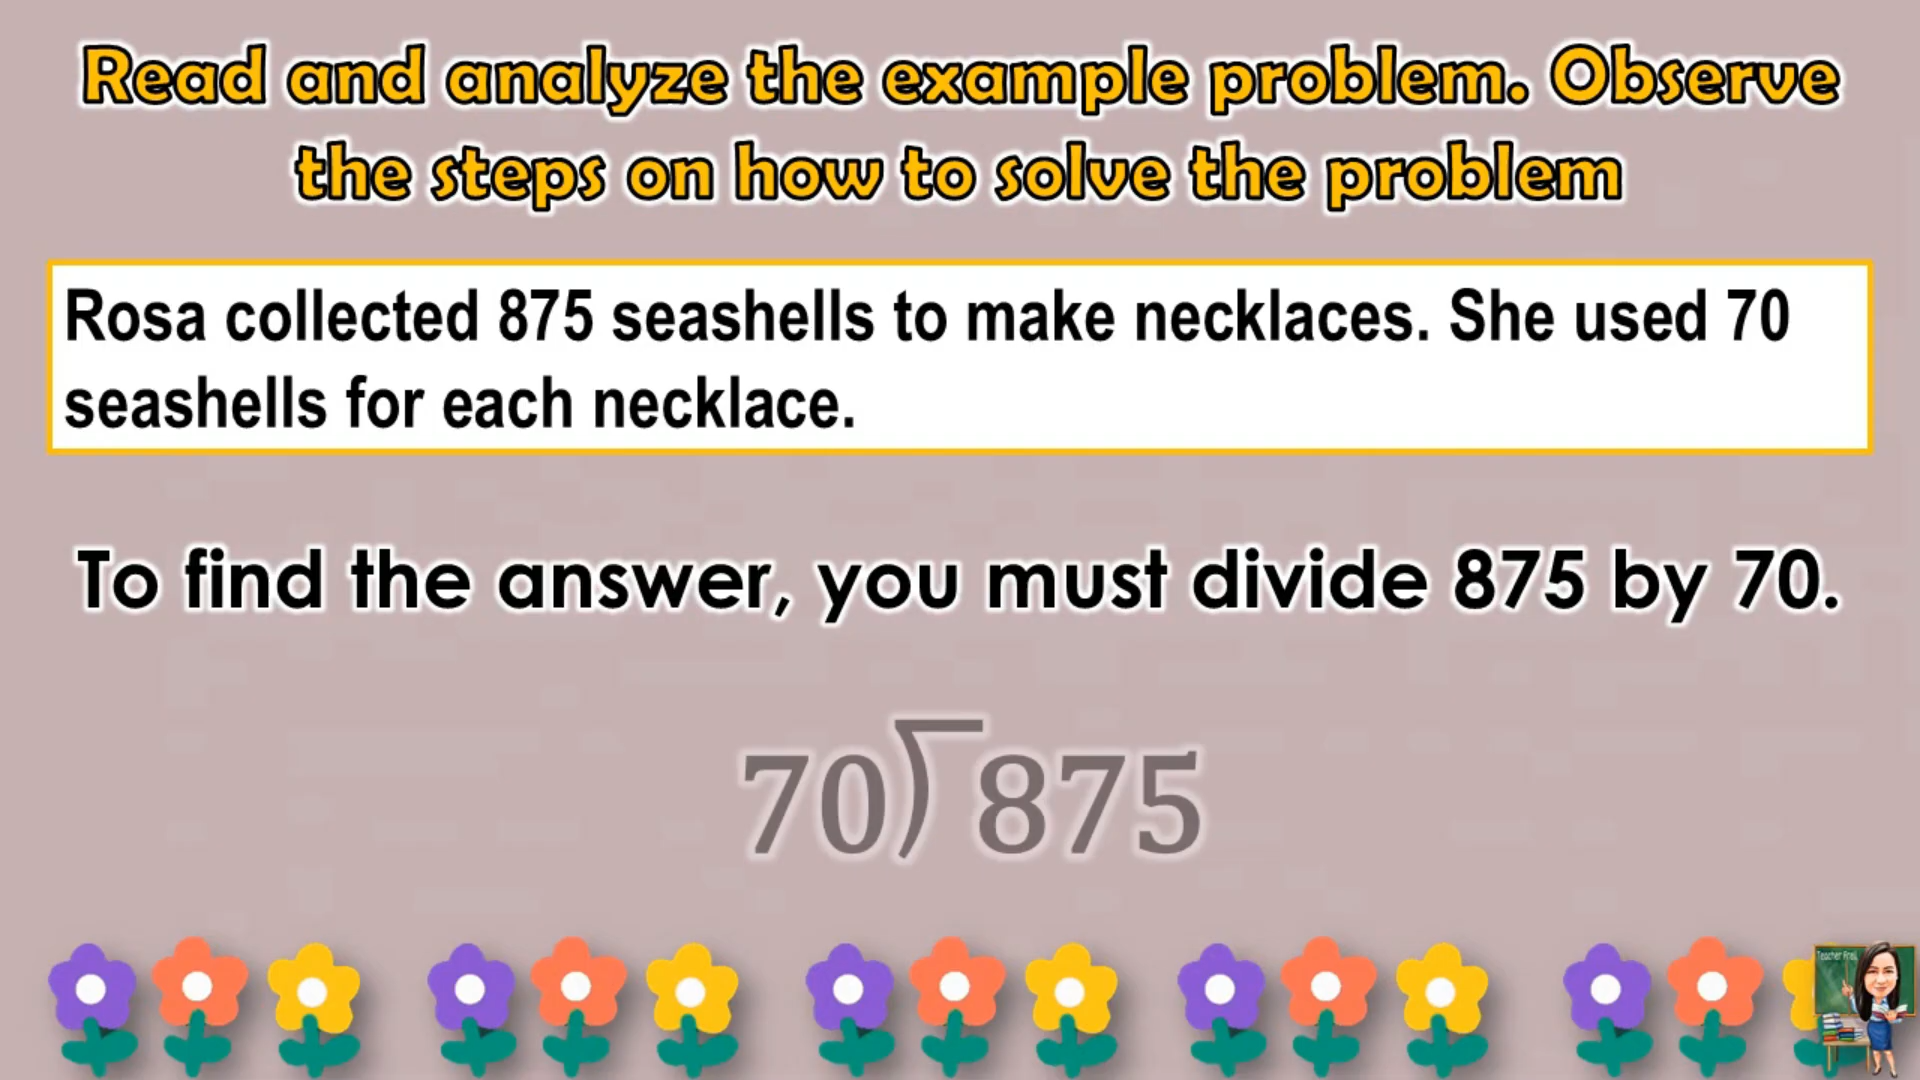 Read and analyze the example problem. Observe
the steps on how to solve the problem
Rosa collected 875 seashells to make necklaces. She used 70
seashells for each necklace.
To find the answer, you must divide 875 by 70.
70)875
Teacher